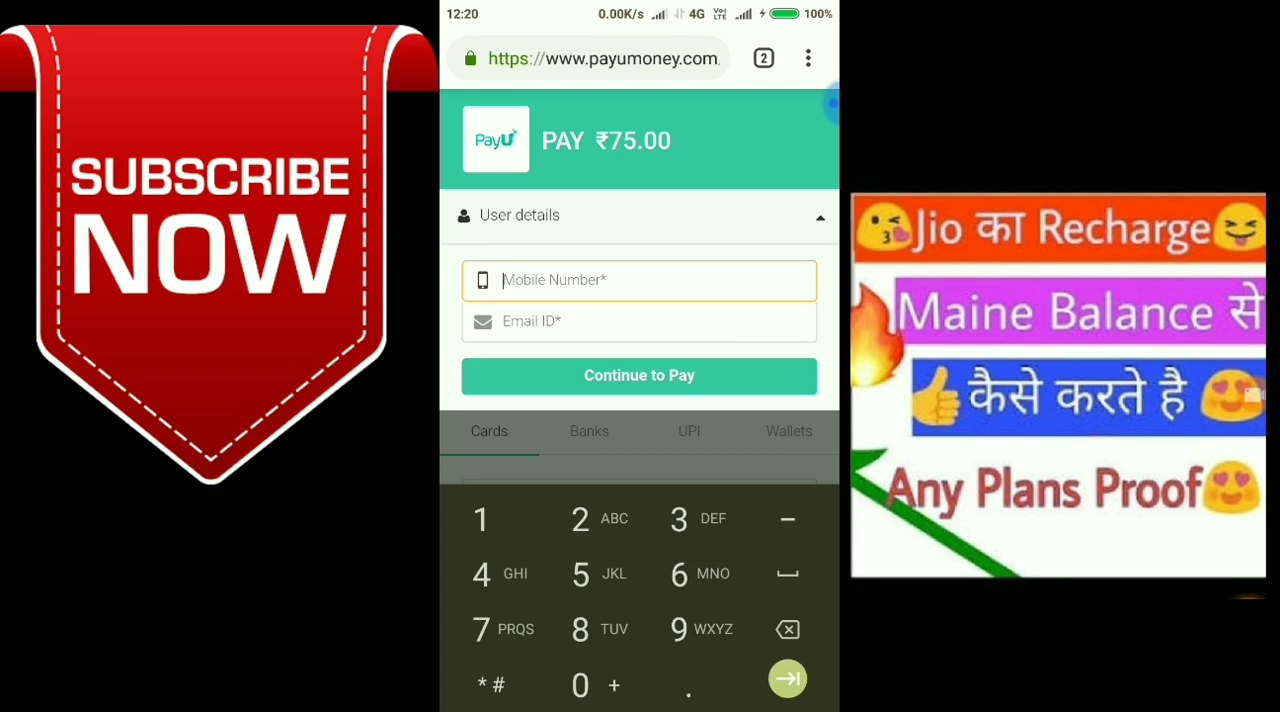 SUBSCRIBE
NOW
12:20
0.00K/s 4G Vo) LTE 100%
https://www.payumoney.com
2
PayU
PAY ₹75.00
User details
Mobile Number*
Email ID*
Continue to Pay
Cards Banks UPI Wallets
1 2 ABC 3 DEF –
4 GHI 5 JKL 6 MNO
7 PRQS 8 TUV 9 WXYZ
* # 0 + .
Jio का Recharge
Maine Balance से
कैसे करते है
Any Plans Proof